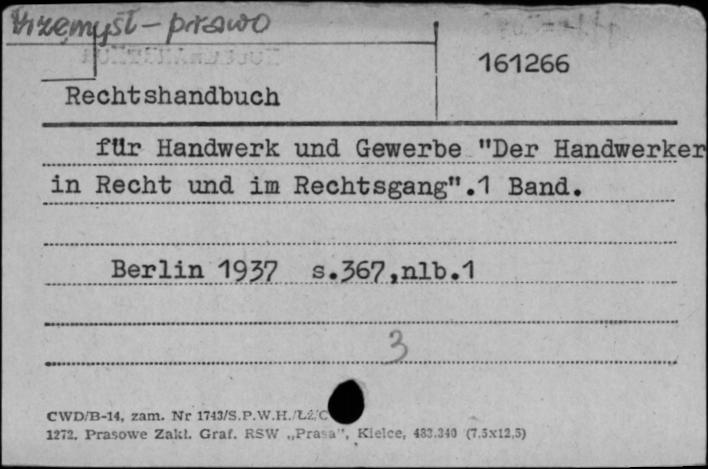 Przemysł - prawo
161266
Rechtshandbuch
für Handwerk und Gewerbe "Der Handwerker
in Recht und im Rechtsgang".1 Band.
Berlin 1937 s.367,nlb.1
3
CWD/B-14, zam. Nr 1743/S.P.W.H./Łź/C
1272. Prasowe Zakł. Graf. RSW „Prasa", Kielce, 483.340 (7,5x12,5)